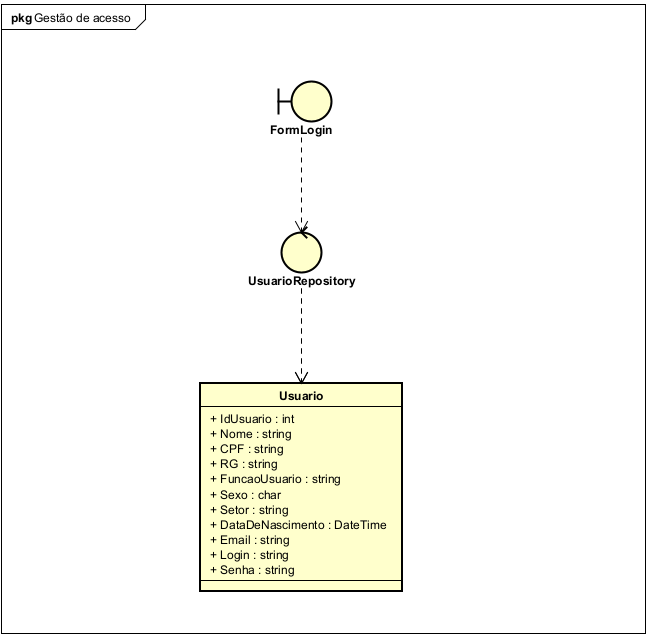 pkg Gestão de acesso
FormLogin
UsuarioRepository
Usuario
+ IdUsuario : int
+ Nome : string
+ CPF : string
+ RG : string
+ FuncaoUsuario : string
+ Sexo : char
+ Setor : string
+ DataDeNascimento : DateTime
+ Email : string
+ Login : string
+ Senha : string